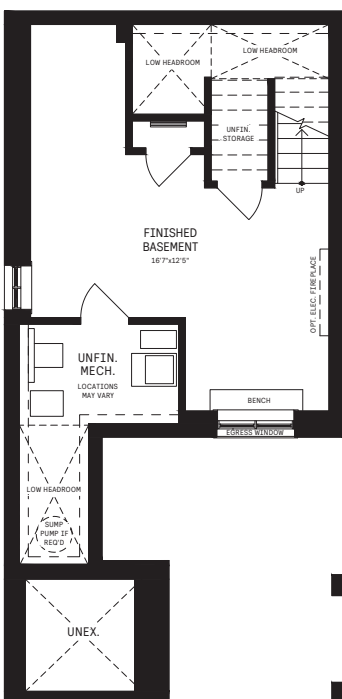 LOW HEADROOM
LOW HEADROOM
UNFIN.
STORAGE
UP
FINISHED
BASEMENT
16'7"x12'5"
OPT. ELEC. FIREPLACE
UNFIN.
MECH.
LOCATIONS
MAY VARY
BENCH
EGRESS WINDOW
LOW HEADROOM
SUMP
PUMP IF
REQ'D
UNEX.